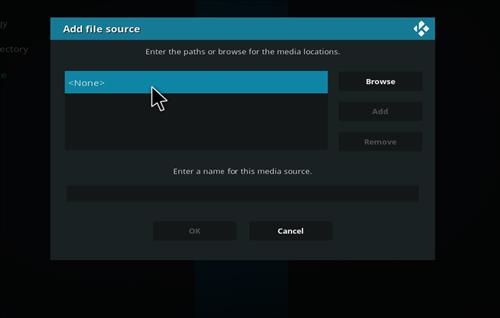 Add file source
Enter the paths or browse for the media locations.
<None>
Browse
Add
Remove
Enter a name for this media source.
OK
Cancel
ectory